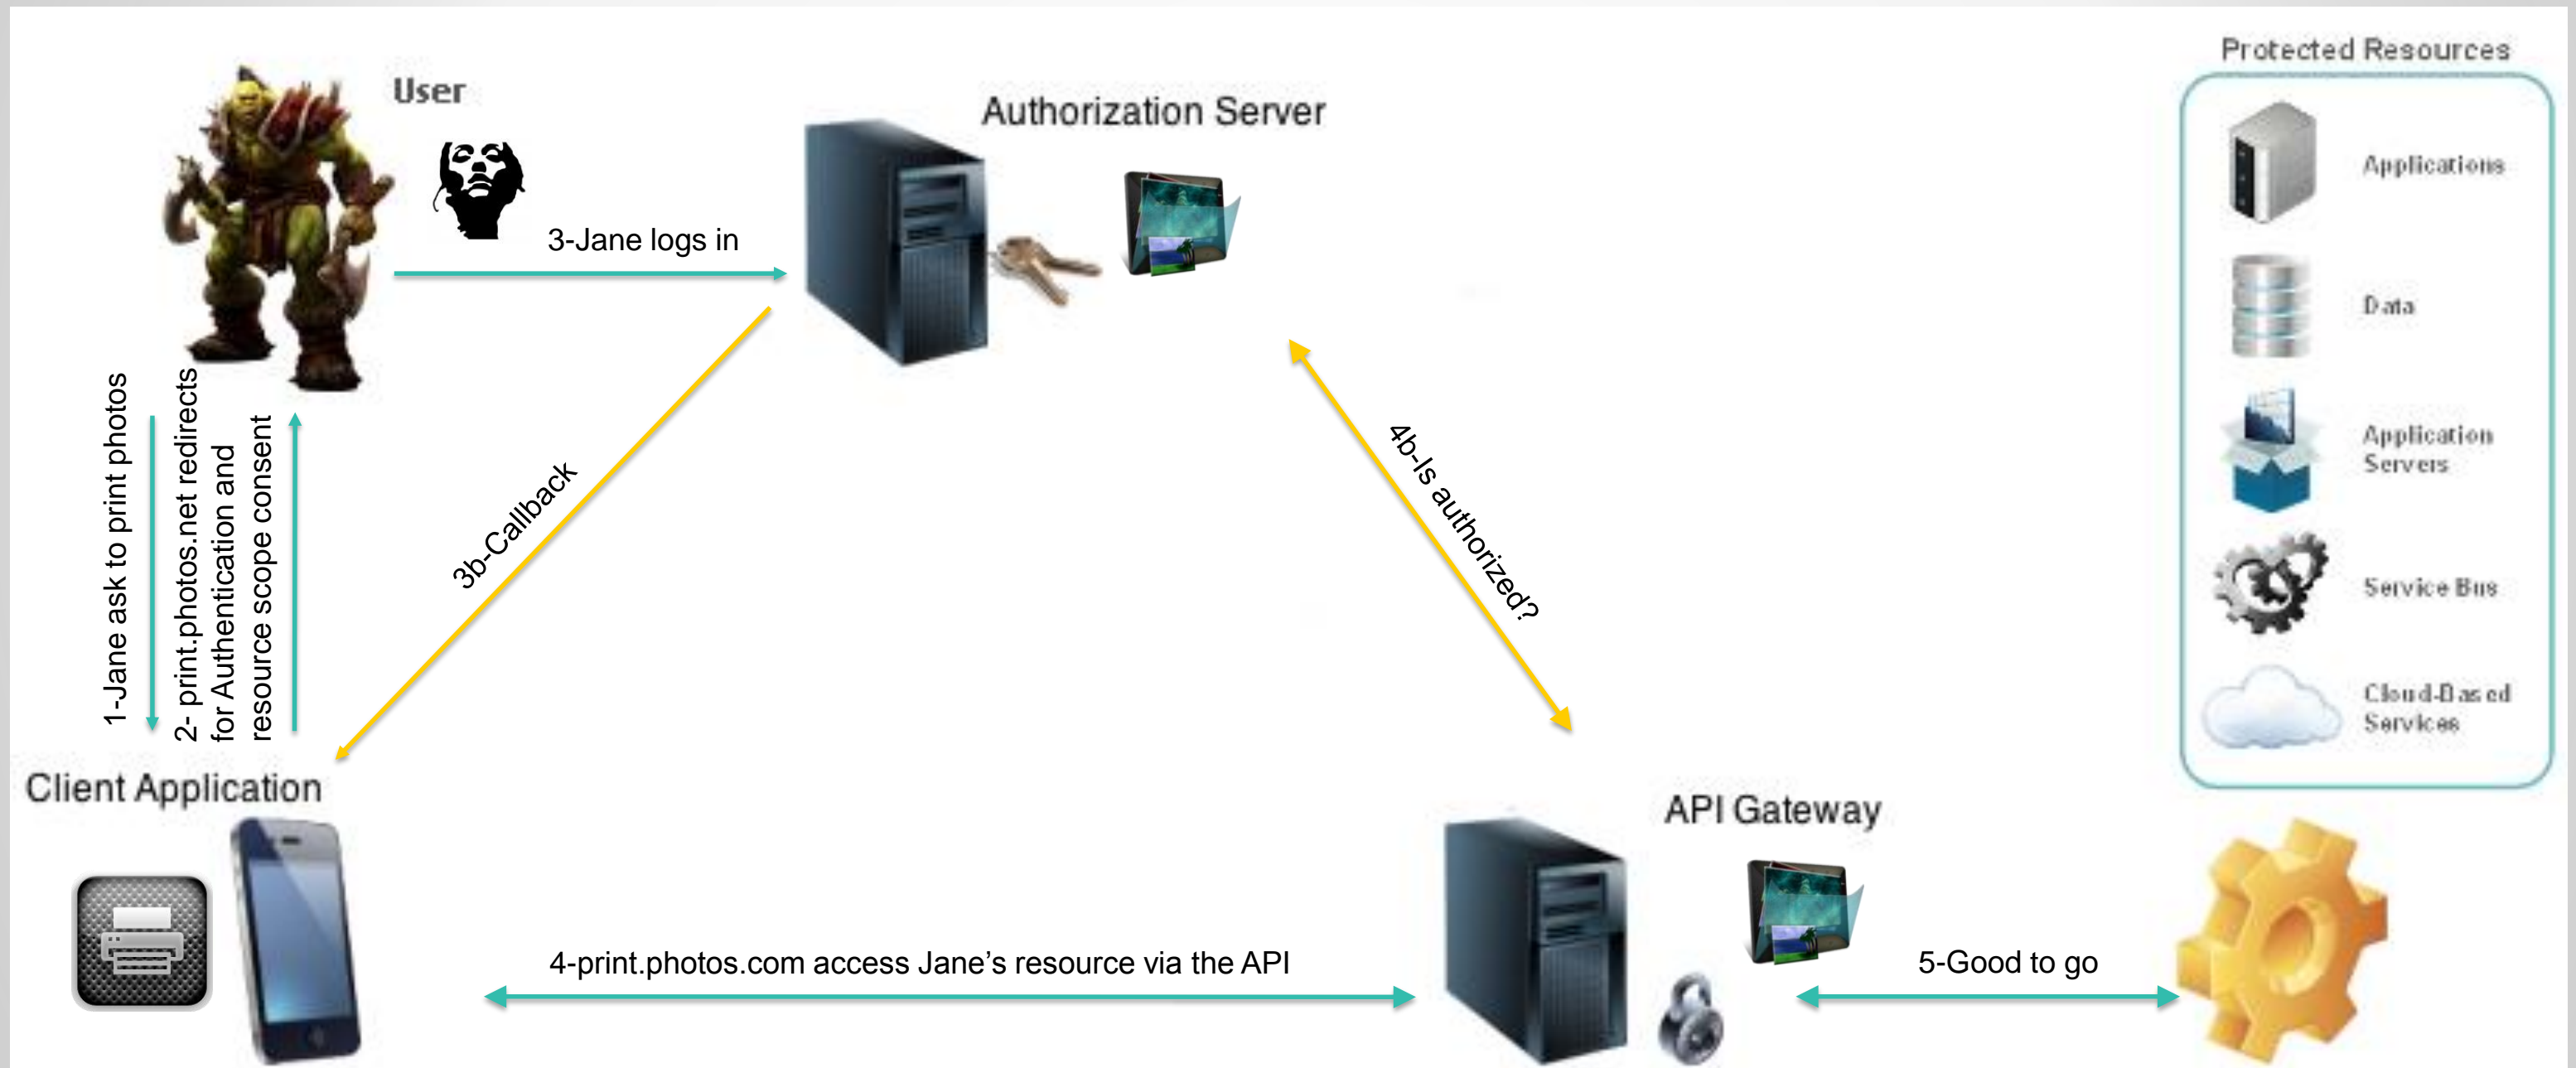 User
Authorization Server
Protected Resources
Applications
Data
Application
Servers
Service Bus
Cloud-Based
Services
3-Jane logs in
1-Jane ask to print photos
2- print.photos.net redirects
for Authentication and
resource scope consent
3b-Callback
4b-Is authorized?
Client Application
API Gateway
4-print.photos.com access Jane’s resource via the API
5-Good to go